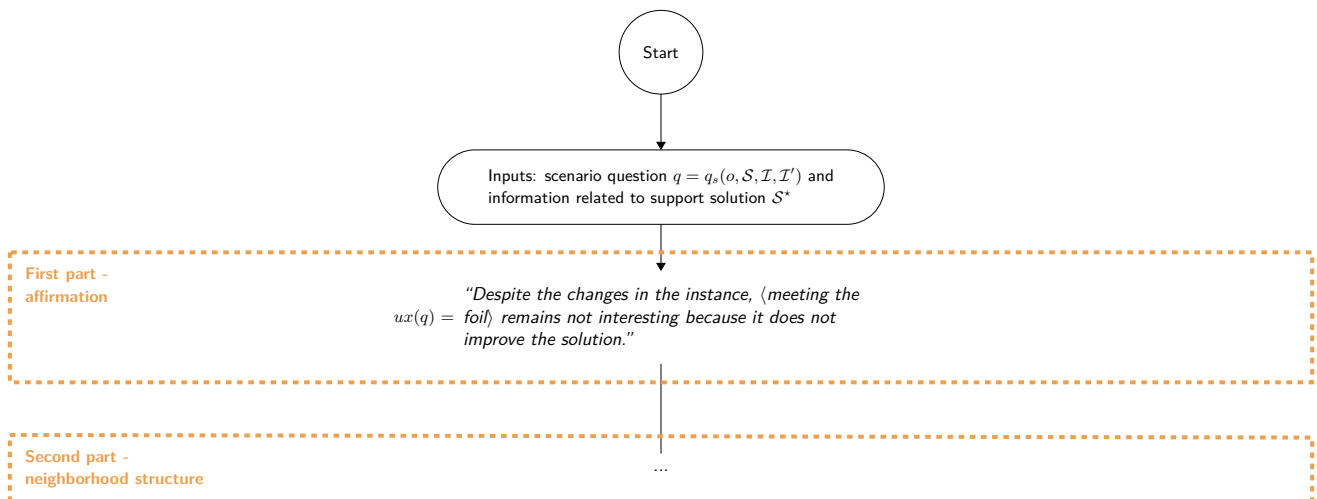 Start
Inputs: scenario question q = q_s(o, 𝒮, ℐ, ℐ′) and
information related to support solution 𝒮⋆
First part -
affirmation
“Despite the changes in the instance, ⟨meeting the
ux(q) = foil⟩ remains not interesting because it does not
improve the solution.”
Second part -
neighborhood structure
...